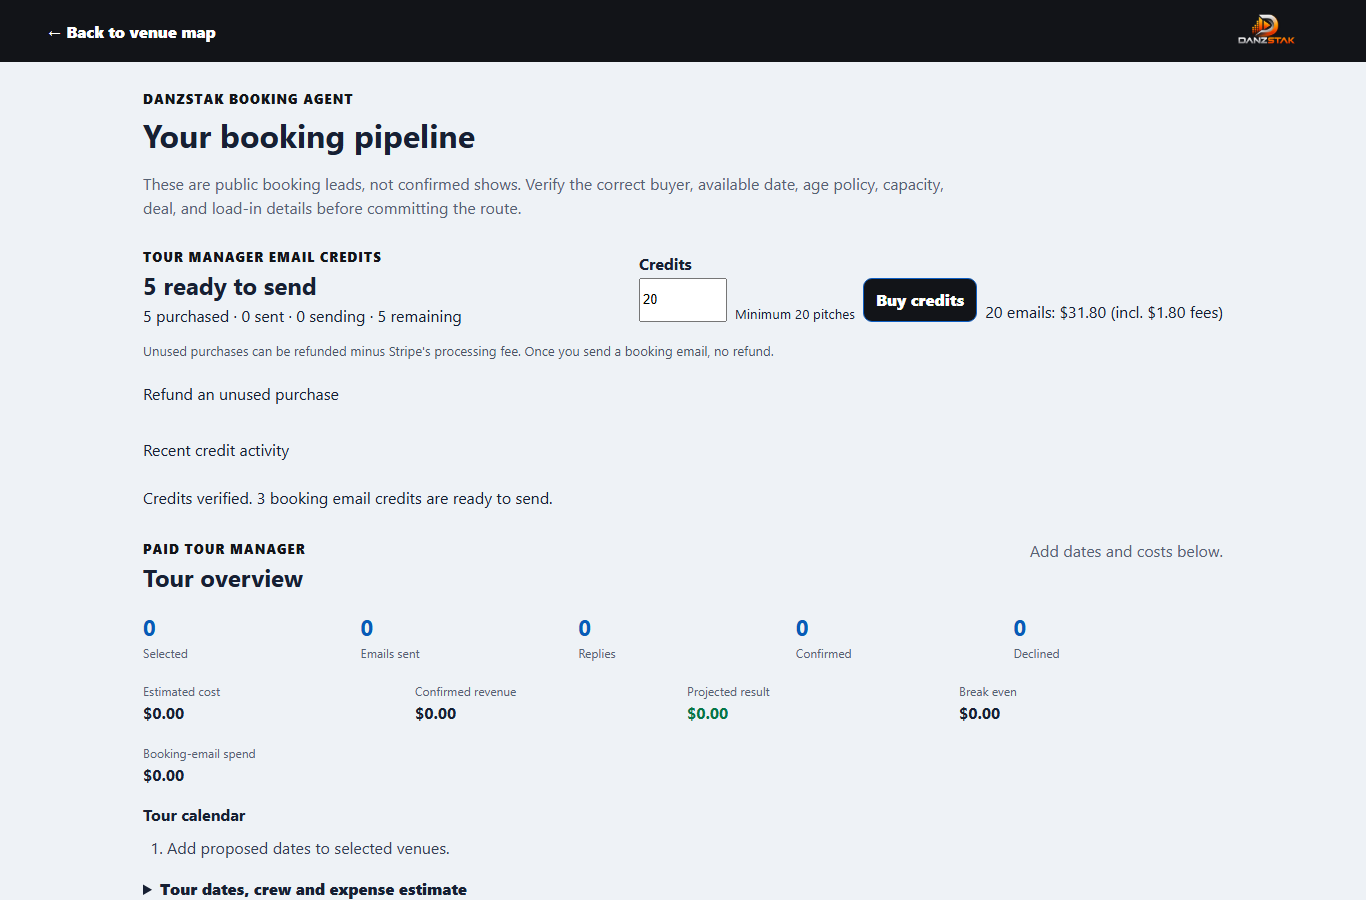 ← Back to venue map
DANZSTAK
DANZSTAK BOOKING AGENT
Your booking pipeline
These are public booking leads, not confirmed shows. Verify the correct buyer, available date, age policy, capacity,
deal, and load-in details before committing the route.
TOUR MANAGER EMAIL CREDITS
5 ready to send
5 purchased · 0 sent · 0 sending · 5 remaining
Credits
20
Minimum 20 pitches
Buy credits
20 emails: $31.80 (incl. $1.80 fees)
Unused purchases can be refunded minus Stripe's processing fee. Once you send a booking email, no refund.
Refund an unused purchase
Recent credit activity
Credits verified. 3 booking email credits are ready to send.
PAID TOUR MANAGER
Tour overview
Add dates and costs below.
0
Selected
0
Emails sent
0
Replies
0
Confirmed
0
Declined
Estimated cost
$0.00
Confirmed revenue
$0.00
Projected result
$0.00
Break even
$0.00
Booking-email spend
$0.00
Tour calendar
1. Add proposed dates to selected venues.
Tour dates, crew and expense estimate